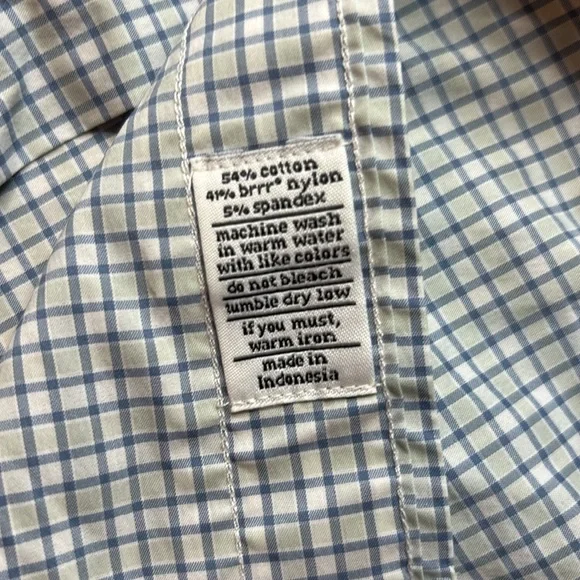 54% cotton
41% brrr° nylon
5% spandex
machine wash
in warm water
with like colors
do not bleach
tumble dry low
if you must,
warm iron
made in
Indonesia